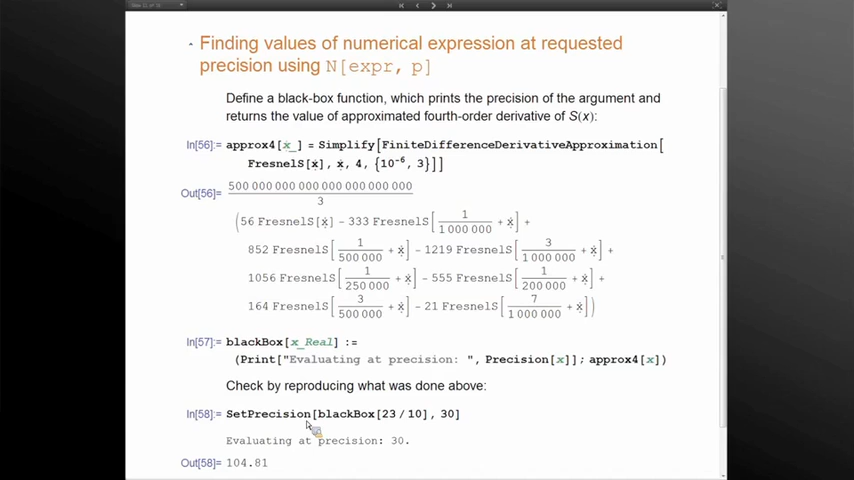 Finding values of numerical expression at requested
precision using N[expr, p]
Define a black-box function, which prints the precision of the argument and
returns the value of approximated fourth-order derivative of S(x):
In[56]:= approx4[x_] = Simplify[FiniteDifferenceDerivativeApproximation[
FresnelS[ẋ], ẋ, 4, {10⁻⁶, 3}]]
Out[56]= 500 000 000 000 000 000 000 000
3
(56 FresnelS[ẋ] - 333 FresnelS[1/1 000 000 + ẋ] +
852 FresnelS[1/500 000 + ẋ] - 1219 FresnelS[3/1 000 000 + ẋ] +
1056 FresnelS[1/250 000 + ẋ] - 555 FresnelS[1/200 000 + ẋ] +
164 FresnelS[3/500 000 + ẋ] - 21 FresnelS[7/1 000 000 + ẋ])
In[57]:= blackBox[x_Real] :=
(Print["Evaluating at precision: ", Precision[x]]; approx4[x])
Check by reproducing what was done above:
In[58]:= SetPrecision[blackBox[23 / 10], 30]
Evaluating at precision: 30.
Out[58]= 104.81